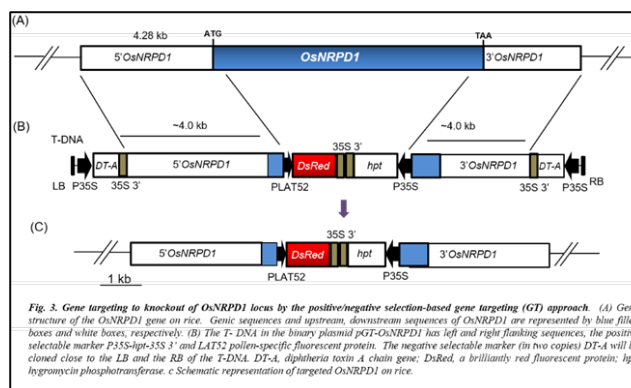 (A)
4.28 kb
ATG
TAA
5'OsNRPD1
OsNRPD1
3'OsNRPD1
(B)
T-DNA
~4.0 kb
~4.0 kb
35S 3'
DT-A
5'OsNRPD1
DsRed
hpt
3'OsNRPD1
DT-A
LB
P35S
35S 3'
PLAT52
P35S
35S 3'
P35S
RB
(C)
5'OsNRPD1
DsRed
hpt
3'OsNRPD1
PLAT52
P35S
1 kb
Fig. 3. Gene targeting to knockout of OsNRPD1 locus by the positive/negative selection-based gene targeting (GT) approach. (A) Gen
structure of the OsNRPD1 gene on rice. Genic sequences and upstream, downstream sequences of OsNRPD1 are represented by blue fille
boxes and white boxes, respectively. (B) The T- DNA in the binary plasmid pGT-OsNRPD1 has left and right flanking sequences, the positiv
selectable marker P35S-hpt-35S 3' and LAT52 pollen-specific fluorescent protein. The negative selectable marker (in two copies) DT-A will b
cloned close to the LB and the RB of the T-DNA. DT-A, diphtheria toxin A chain gene; DsRed, a brilliantly red fluorescent protein; hp
hygromycin phosphotransferase. c Schematic representation of targeted OsNRPD1 on rice.